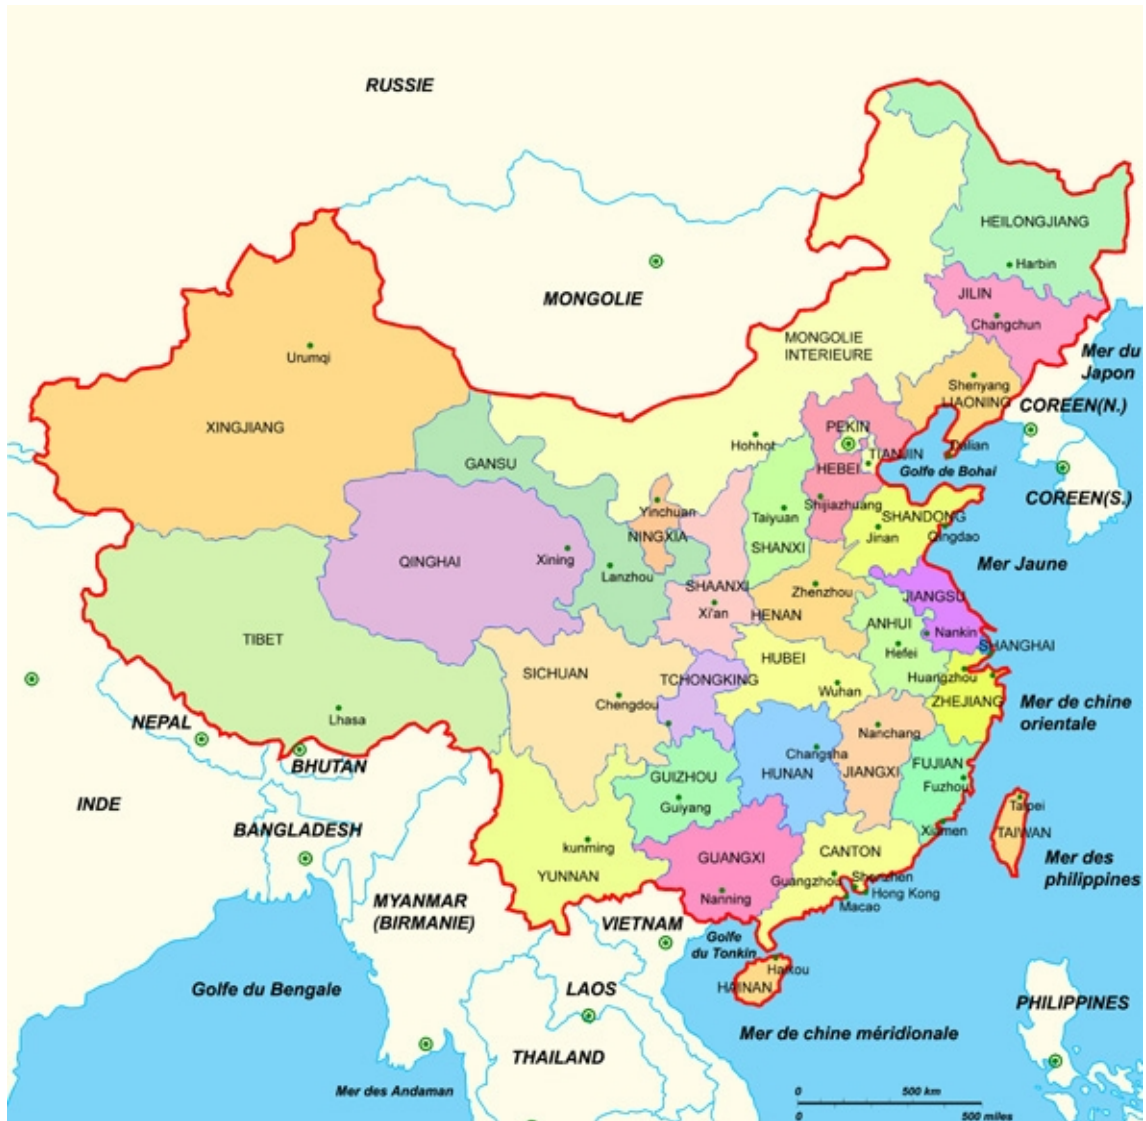 RUSSIE
HEILONGJIANG
Harbin
MONGOLIE
JILIN
Changchun
MONGOLIE
INTERIEURE
Urumqi
Mer du
Japon
Shenyang
LIAONING
COREEN(N.)
XINGJIANG
PEKIN
Hohhot
Dalian
TIANJIN
GANSU
HEBEI
Golfe de Bohai
COREEN(S.)
Yinchuan
Shijiazhuang
Taiyuan
SHANDONG
Jinan
Qingdao
NINGXIA
SHANXI
QINGHAI
Xining
Mer Jaune
Lanzhou
SHAANXI
Zhenzhou
JIANGSU
Xi'an
HENAN
ANHUI
Nankin
TIBET
SHANGHAI
Hefei
HUBEI
SICHUAN
TCHONGKING
Huangzhou
Wuhan
Chengdou
ZHEJIANG
Mer de chine
orientale
Lhasa
NEPAL
Nanchang
Changsha
BHUTAN
FUJIAN
GUIZHOU
HUNAN
JIANGXI
Fuzhou
INDE
Guiyang
Taipei
BANGLADESH
Xiamen
TAIWAN
kunming
CANTON
GUANGXI
Mer des
philippines
YUNNAN
Guangzhou
Shenzhen
Hong Kong
Nanning
MYANMAR
(BIRMANIE)
Macao
VIETNAM
Golfe
du Tonkin
Haikou
HAINAN
Golfe du Bengale
LAOS
PHILIPPINES
Mer de chine méridionale
THAILAND
Mer des Andaman
0 500 km
0 500 miles